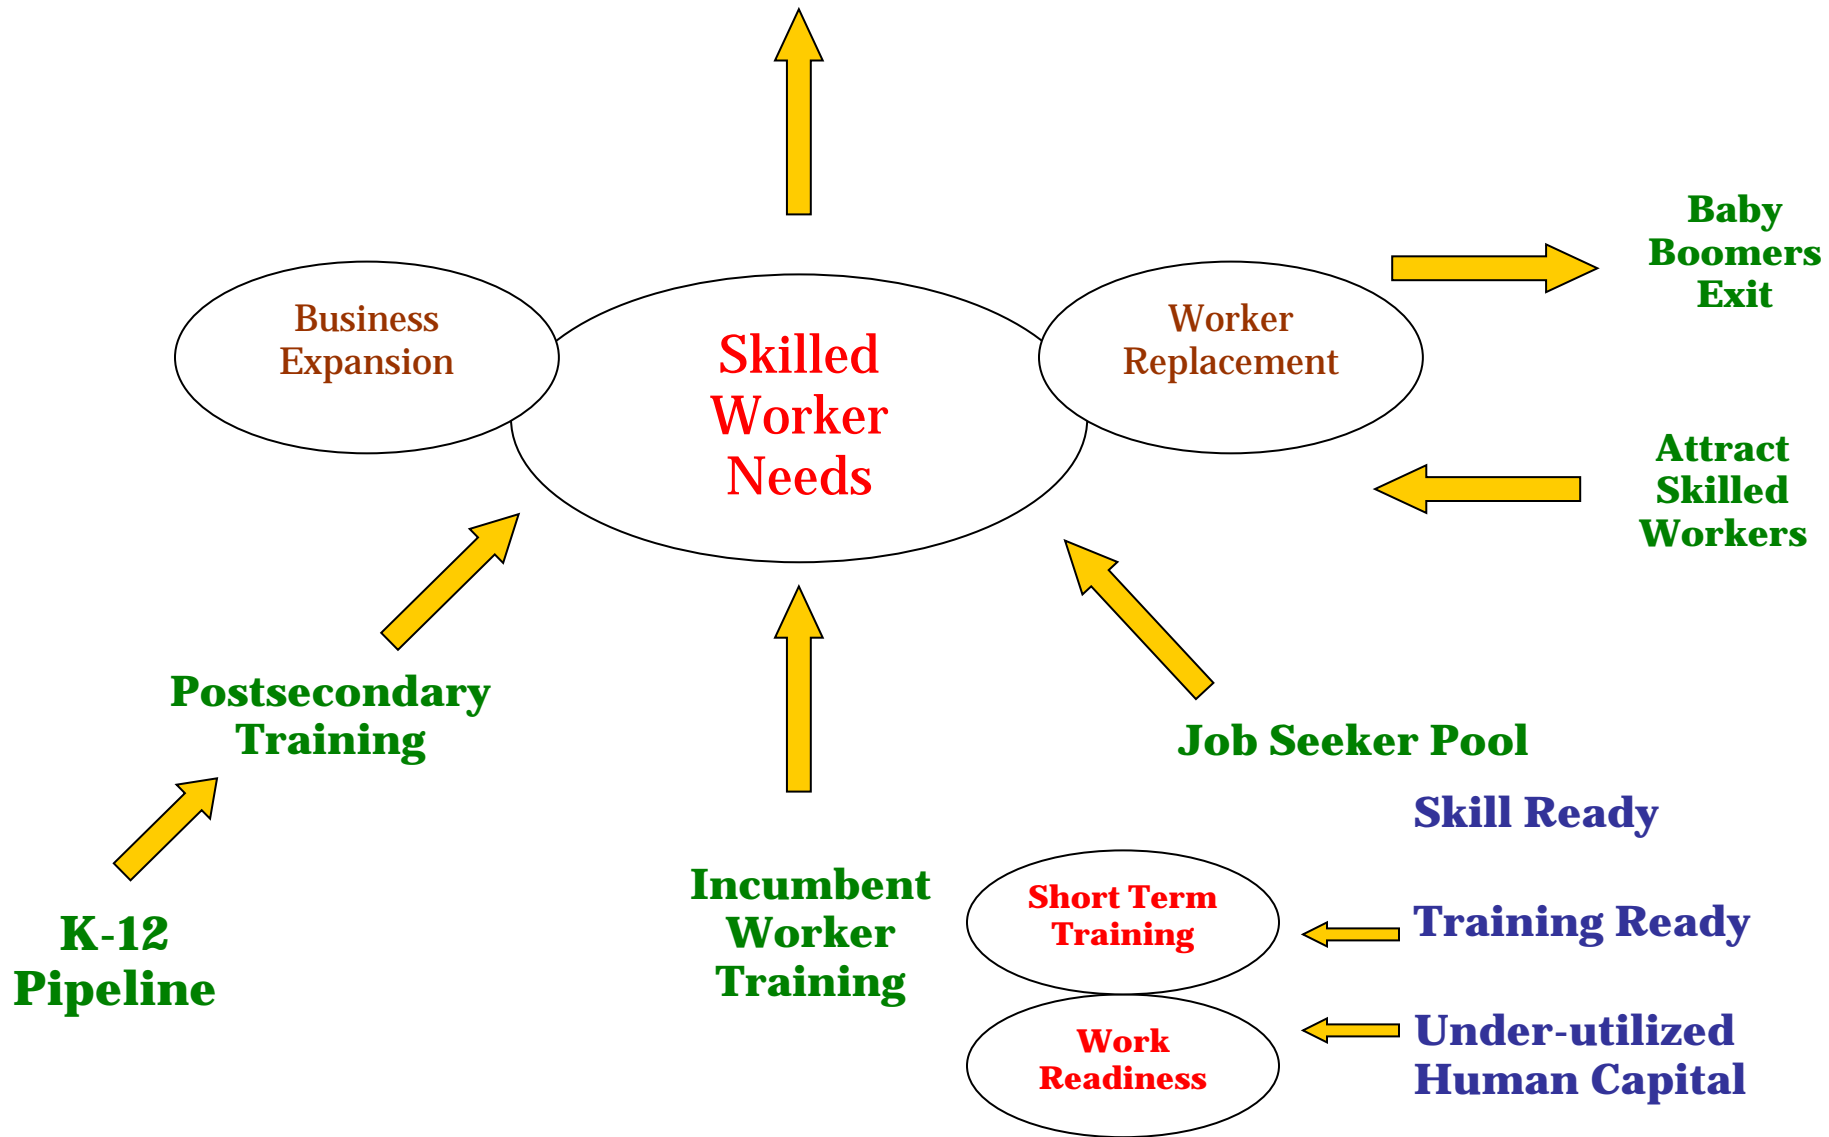 Baby
Boomers
Exit
Business
Expansion
Skilled
Worker
Needs
Worker
Replacement
Attract
Skilled
Workers
Postsecondary
Training
Job Seeker Pool
Skill Ready
K-12
Pipeline
Incumbent
Worker
Training
Short Term
Training
Training Ready
Work
Readiness
Under-utilized
Human Capital